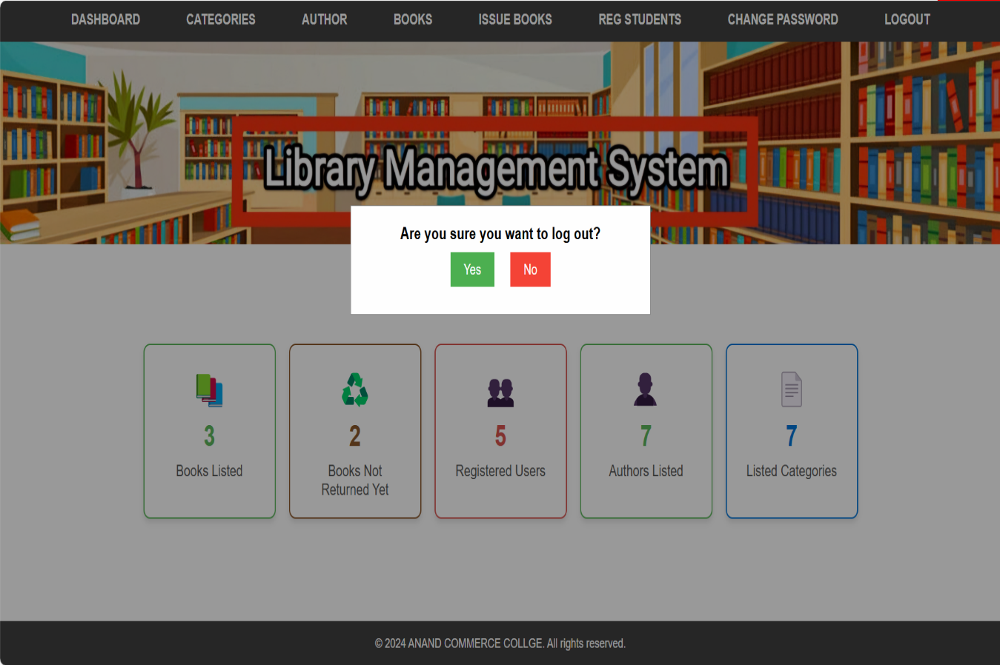 DASHBOARD CATEGORIES AUTHOR BOOKS ISSUE BOOKS REG STUDENTS CHANGE PASSWORD LOGOUT
Library Management System
Are you sure you want to log out?
Yes No
3 2 5 7 7
Books Listed Books Not Registered Users Authors Listed Listed Categories
Returned Yet
© 2024 ANAND COMMERCE COLLGE. All rights reserved.